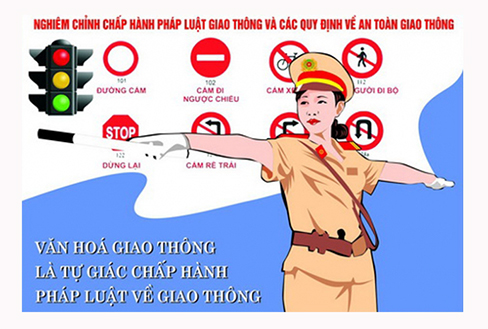 NGHIÊM CHỈNH CHẤP HÀNH PHÁP LUẬT GIAO THÔNG VÀ CÁC QUY ĐỊNH VỀ AN TOÀN GIAO THÔNG
101
ĐƯỜNG CẤM
102
CẤM ĐI
NGƯỢC CHIỀU
CẤM XE
112
NGƯỜI ĐI BỘ
STOP
122
DỪNG LẠI
CẤM RẼ TRÁI
VĂN HOÁ GIAO THÔNG
LÀ TỰ GIÁC CHẤP HÀNH
PHÁP LUẬT VỀ GIAO THÔNG